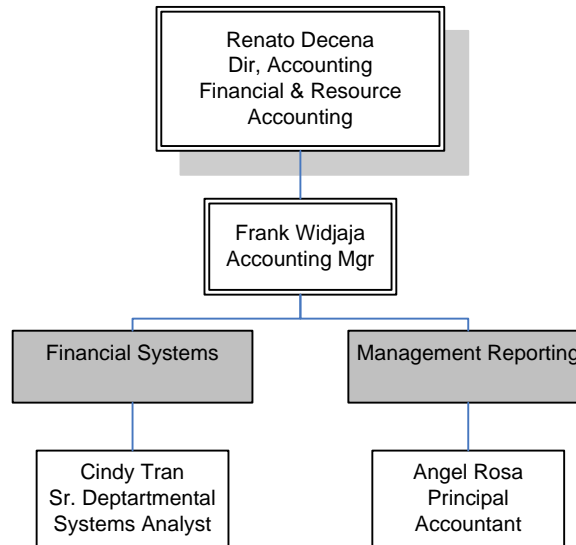 Renato Decena
Dir, Accounting
Financial & Resource
Accounting
Frank Widjaja
Accounting Mgr
Financial Systems
Management Reporting
Cindy Tran
Sr. Deptartmental
Systems Analyst
Angel Rosa
Principal
Accountant